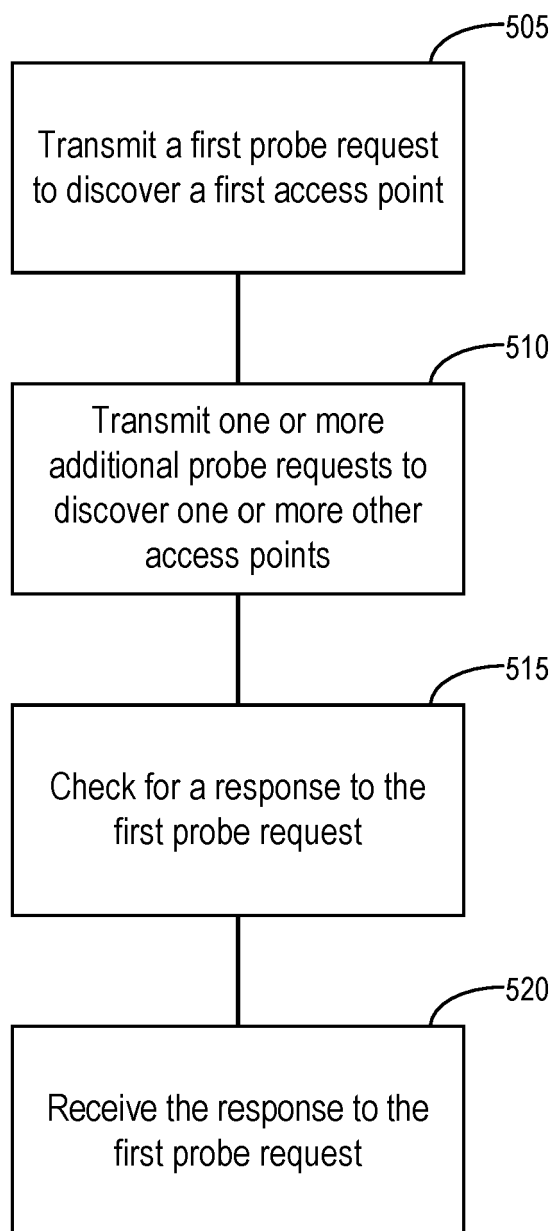 505
Transmit a first probe request
to discover a first access point
510
Transmit one or more
additional probe requests to
discover one or more other
access points
515
Check for a response to the
first probe request
520
Receive the response to the
first probe request